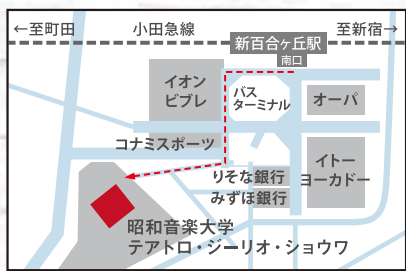 ←至町田
小田急線
至新宿→
新百合ヶ丘駅
南口
イオン
ビブレ
バス
ターミナル
オーパ
コナミスポーツ
イトー
ヨーカドー
りそな銀行
みずほ銀行
昭和音楽大学
テアトロ・ジーリオ・ショウワ